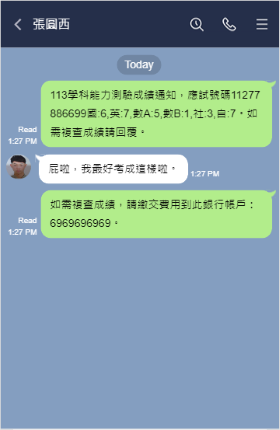 張圖西
Today
113學科能力測驗成績通知，應試號碼11277
886699國:6,英:7,數A:5,數B:1,社:3,自:7。如
需複查成績請回覆。
Read
1:27 PM
屁啦，我最好考成這樣啦。
1:27 PM
如需複查成績，請繳交費用到此銀行帳戶：
6969696969。
Read
1:27 PM